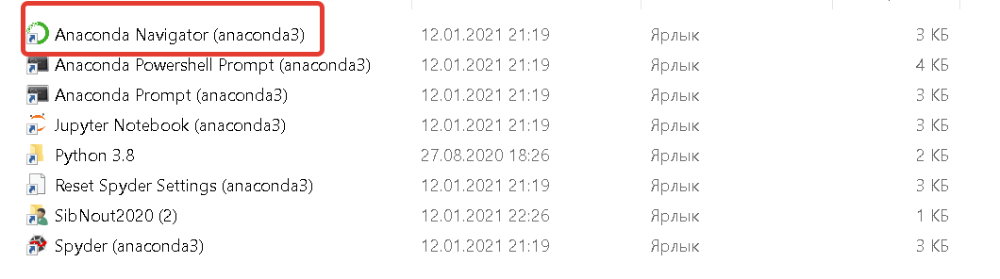 Anaconda Navigator (anaconda3) 12.01.2021 21:19 Ярлык 3 КБ
Anaconda Powershell Prompt (anaconda3) 12.01.2021 21:19 Ярлык 4 КБ
Anaconda Prompt (anaconda3) 12.01.2021 21:19 Ярлык 3 КБ
Jupyter Notebook (anaconda3) 12.01.2021 21:19 Ярлык 3 КБ
Python 3.8 27.08.2020 18:26 Ярлык 2 КБ
Reset Spyder Settings (anaconda3) 12.01.2021 21:19 Ярлык 3 КБ
SibNout2020 (2) 12.01.2021 22:26 Ярлык 1 КБ
Spyder (anaconda3) 12.01.2021 21:19 Ярлык 3 КБ